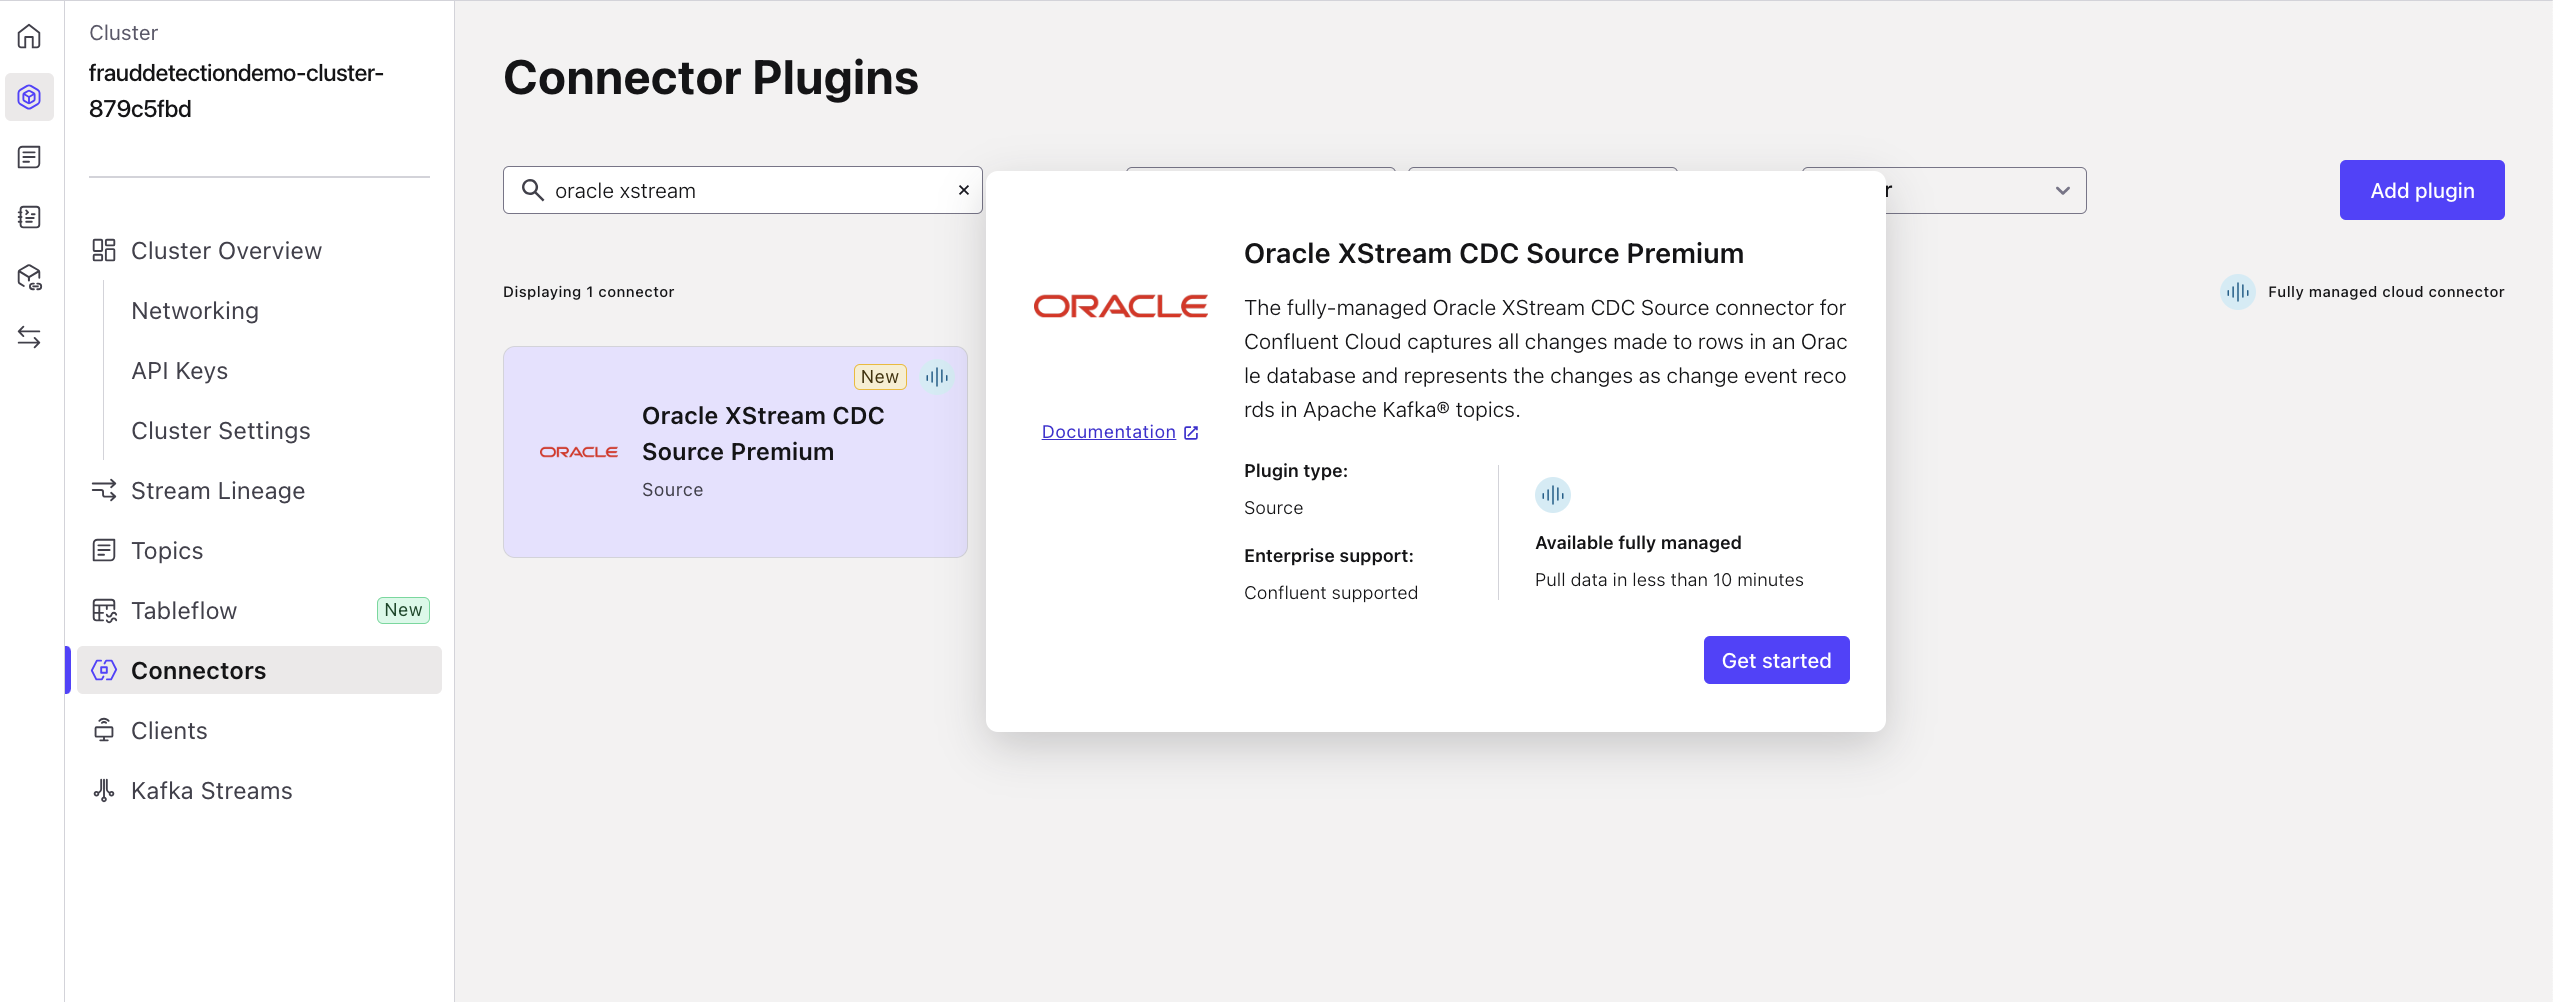 Cluster
frauddetectiondemo-cluster-
879c5fbd
Cluster Overview
Networking
API Keys
Cluster Settings
Stream Lineage
Topics
Tableflow New
Connectors
Clients
Kafka Streams
Connector Plugins
oracle xstream
r
Add plugin
Displaying 1 connector
Fully managed cloud connector
New
ORACLE
Oracle XStream CDC
Source Premium
Source
ORACLE
Documentation
Oracle XStream CDC Source Premium
The fully-managed Oracle XStream CDC Source connector for
Confluent Cloud captures all changes made to rows in an Orac
le database and represents the changes as change event reco
rds in Apache Kafka® topics.
Plugin type:
Source
Enterprise support:
Confluent supported
Available fully managed
Pull data in less than 10 minutes
Get started